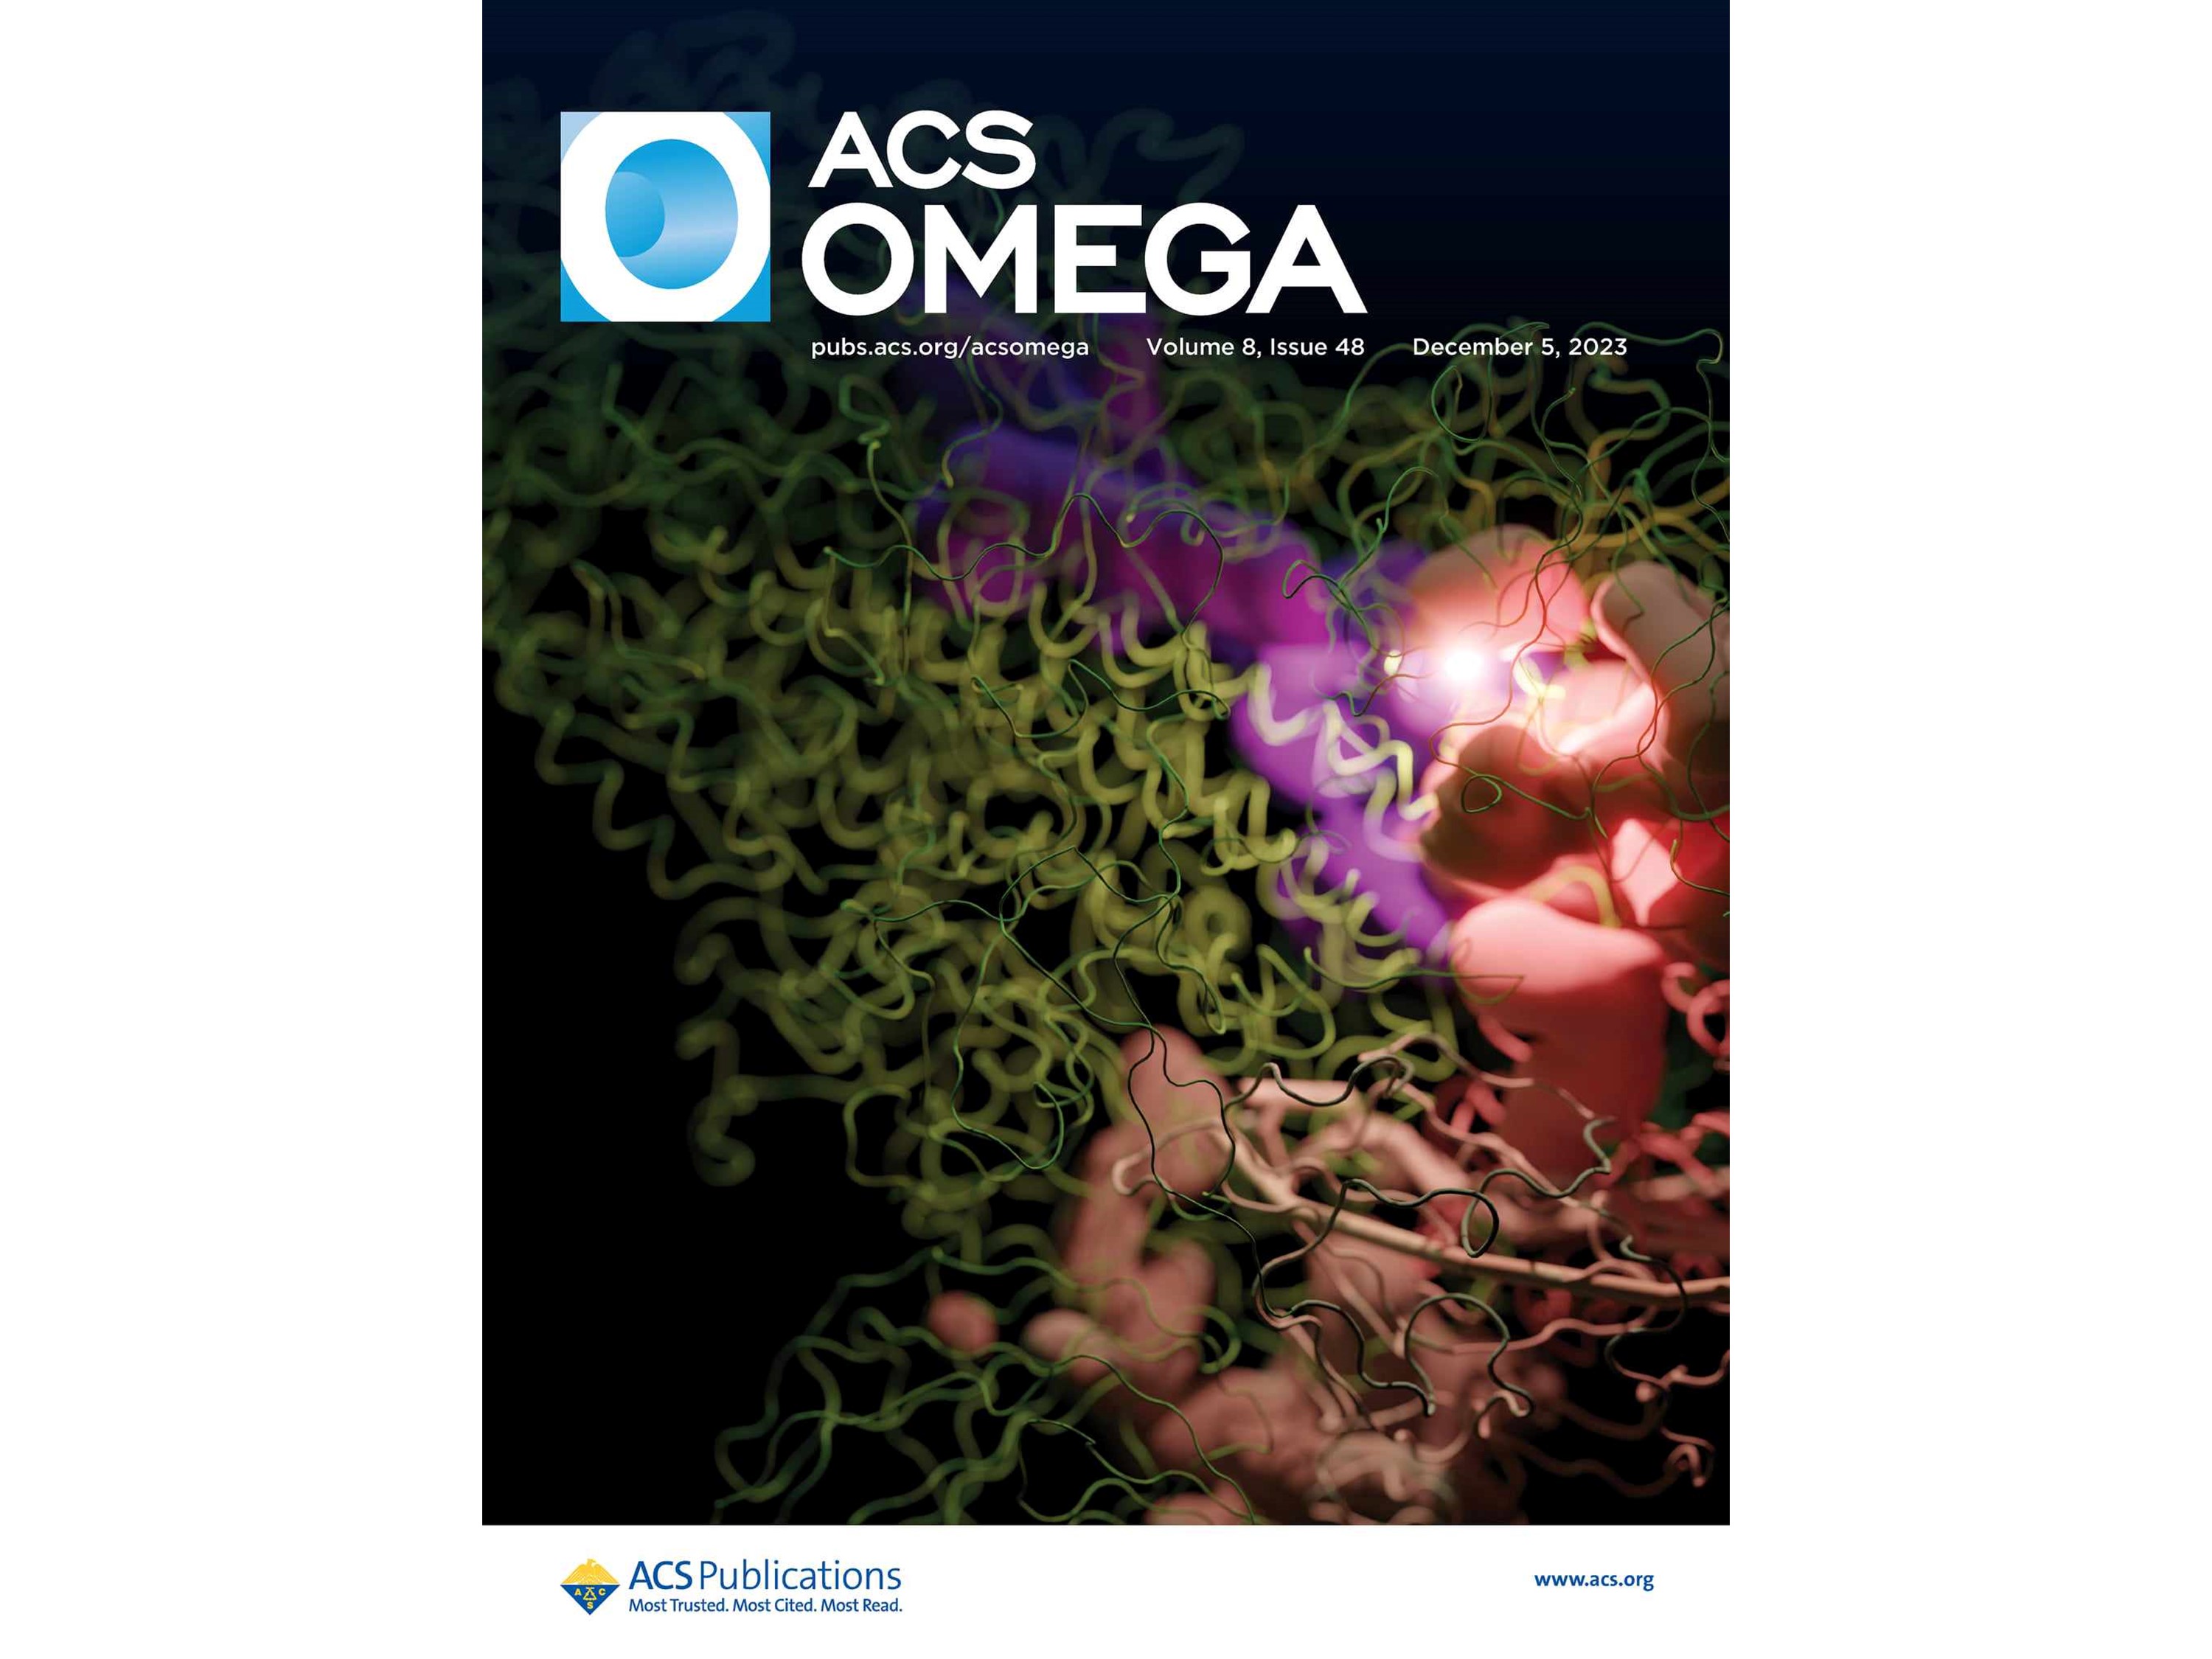 ACS
OMEGA
pubs.acs.org/acsomega Volume 8, Issue 48 December 5, 2023
ACS Publications
Most Trusted. Most Cited. Most Read.
A C
S
www.acs.org